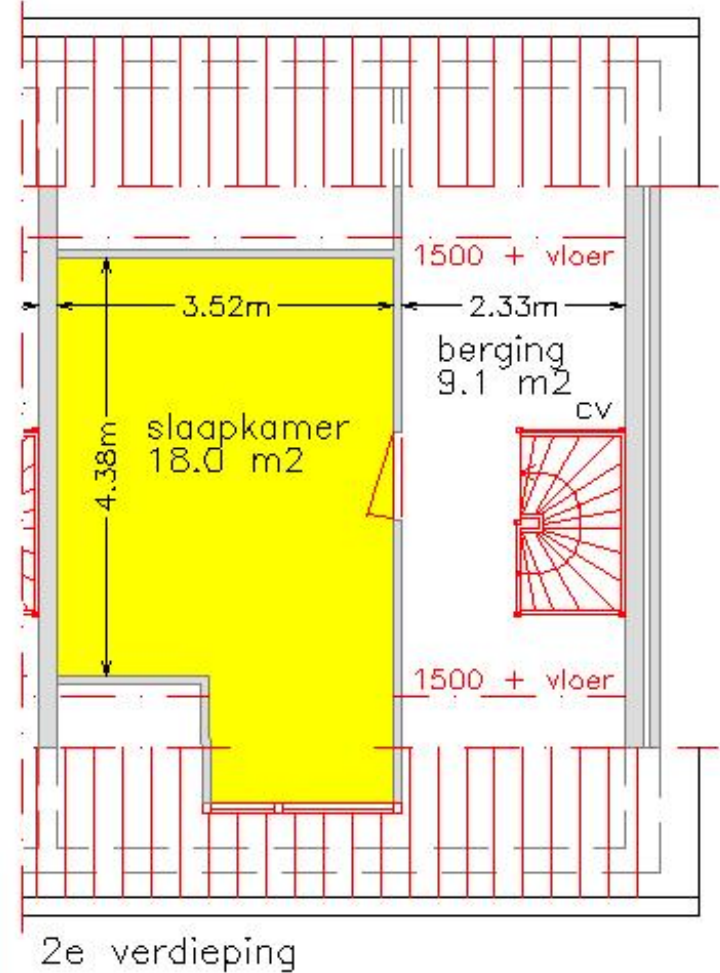 1500 + vloer
3.52m
2.33m
berging
9.1 m2
cv
slaapkamer
18.0 m2
4.38m
1500 + vloer
2e verdieping